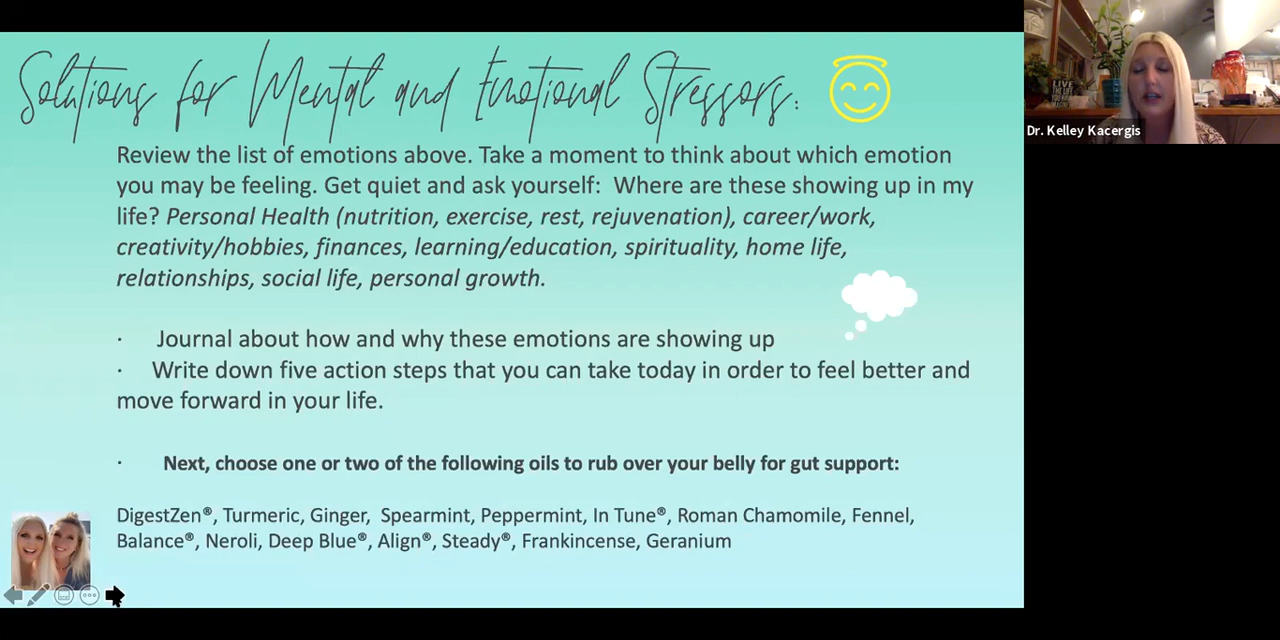 Solutions for Mental and Emotional Stressors:
Review the list of emotions above. Take a moment to think about which emotion
you may be feeling. Get quiet and ask yourself:  Where are these showing up in my
life? Personal Health (nutrition, exercise, rest, rejuvenation), career/work,
creativity/hobbies, finances, learning/education, spirituality, home life,
relationships, social life, personal growth.
· Journal about how and why these emotions are showing up
· Write down five action steps that you can take today in order to feel better and
move forward in your life.
· Next, choose one or two of the following oils to rub over your belly for gut support:
DigestZen®, Turmeric, Ginger,  Spearmint, Peppermint, In Tune®, Roman Chamomile, Fennel,
Balance®, Neroli, Deep Blue®, Align®, Steady®, Frankincense, Geranium
LIVE
THE LIFE
YOU
Dr. Kelley Kacergis